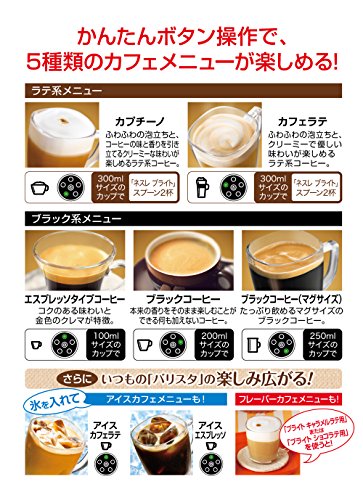 かんたんボタン操作で、
5種類のカフェメニューが楽しめる!
ラテ系メニュー
カプチーノ
ふわふわの泡立ちと、
コーヒーの味と香りを引き
立てるクリーミーな味わいが
楽しめるラテ系コーヒー。
300ml
サイズの
カップで
「ネスレ ブライト」
スプーン2杯
カフェラテ
ふわふわの泡立ちと、
クリーミーで優しい
味わいが楽しめる
ラテ系コーヒー。
300ml
サイズの
カップで
「ネスレ ブライト」
スプーン2杯
ブラック系メニュー
エスプレッソタイプコーヒー
コクのある味わいと
金色のクレマが特徴。
100ml
サイズの
カップで
ブラックコーヒー
本来の香りをそのまま楽しむことが
できる何も加えないコーヒー。
200ml
サイズの
カップで
ブラックコーヒー(マグサイズ)
たっぷり飲めるマグサイズの
ブラックコーヒー。
250ml
サイズの
カップで
さらに いつもの「バリスタ」の楽しみ広がる!
氷を入れて
アイスカフェメニューも!
アイス
カフェラテ
アイス
エスプレッソ
フレーバーカフェメニューも!
「ブライト キャラメルラテ用」
または
「ブライト ショコラテ用」
を使うと!